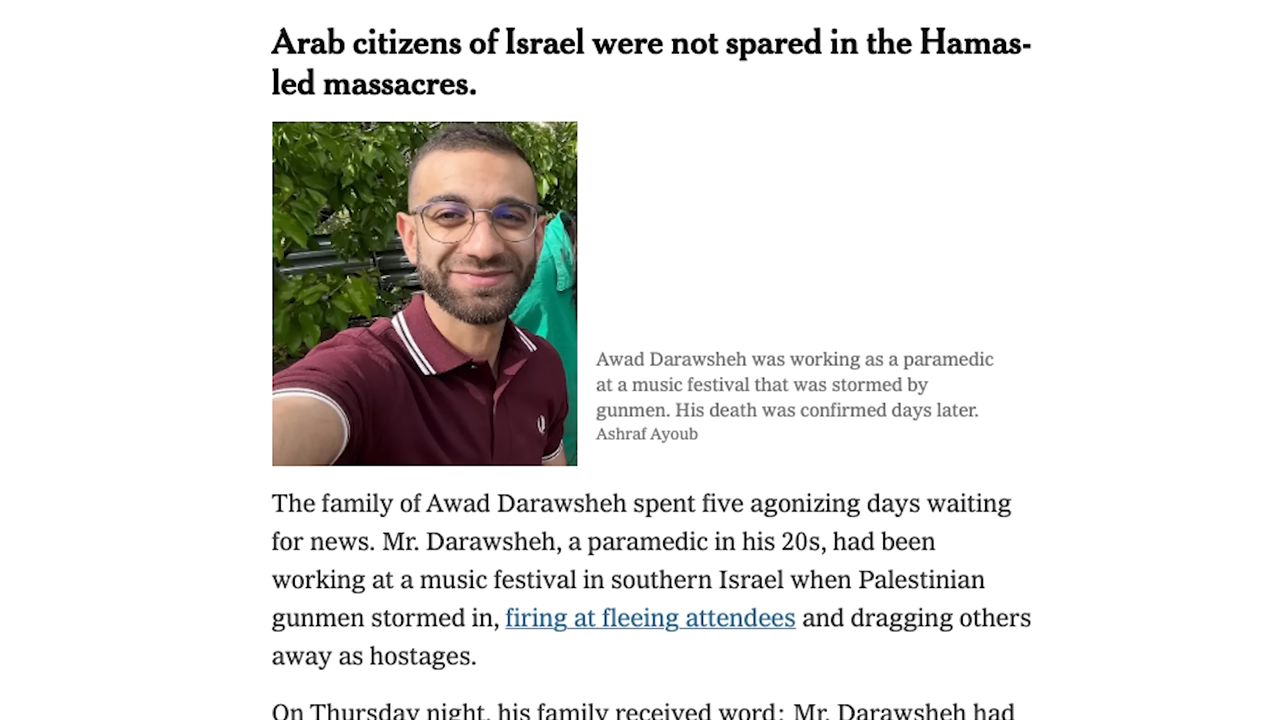 Arab citizens of Israel were not spared in the Hamas-
led massacres.
Awad Darawsheh was working as a paramedic
at a music festival that was stormed by
gunmen. His death was confirmed days later.
Ashraf Ayoub
The family of Awad Darawsheh spent five agonizing days waiting
for news. Mr. Darawsheh, a paramedic in his 20s, had been
working at a music festival in southern Israel when Palestinian
gunmen stormed in, firing at fleeing attendees and dragging others
away as hostages.
On Thursday night, his family received word: Mr. Darawsheh had